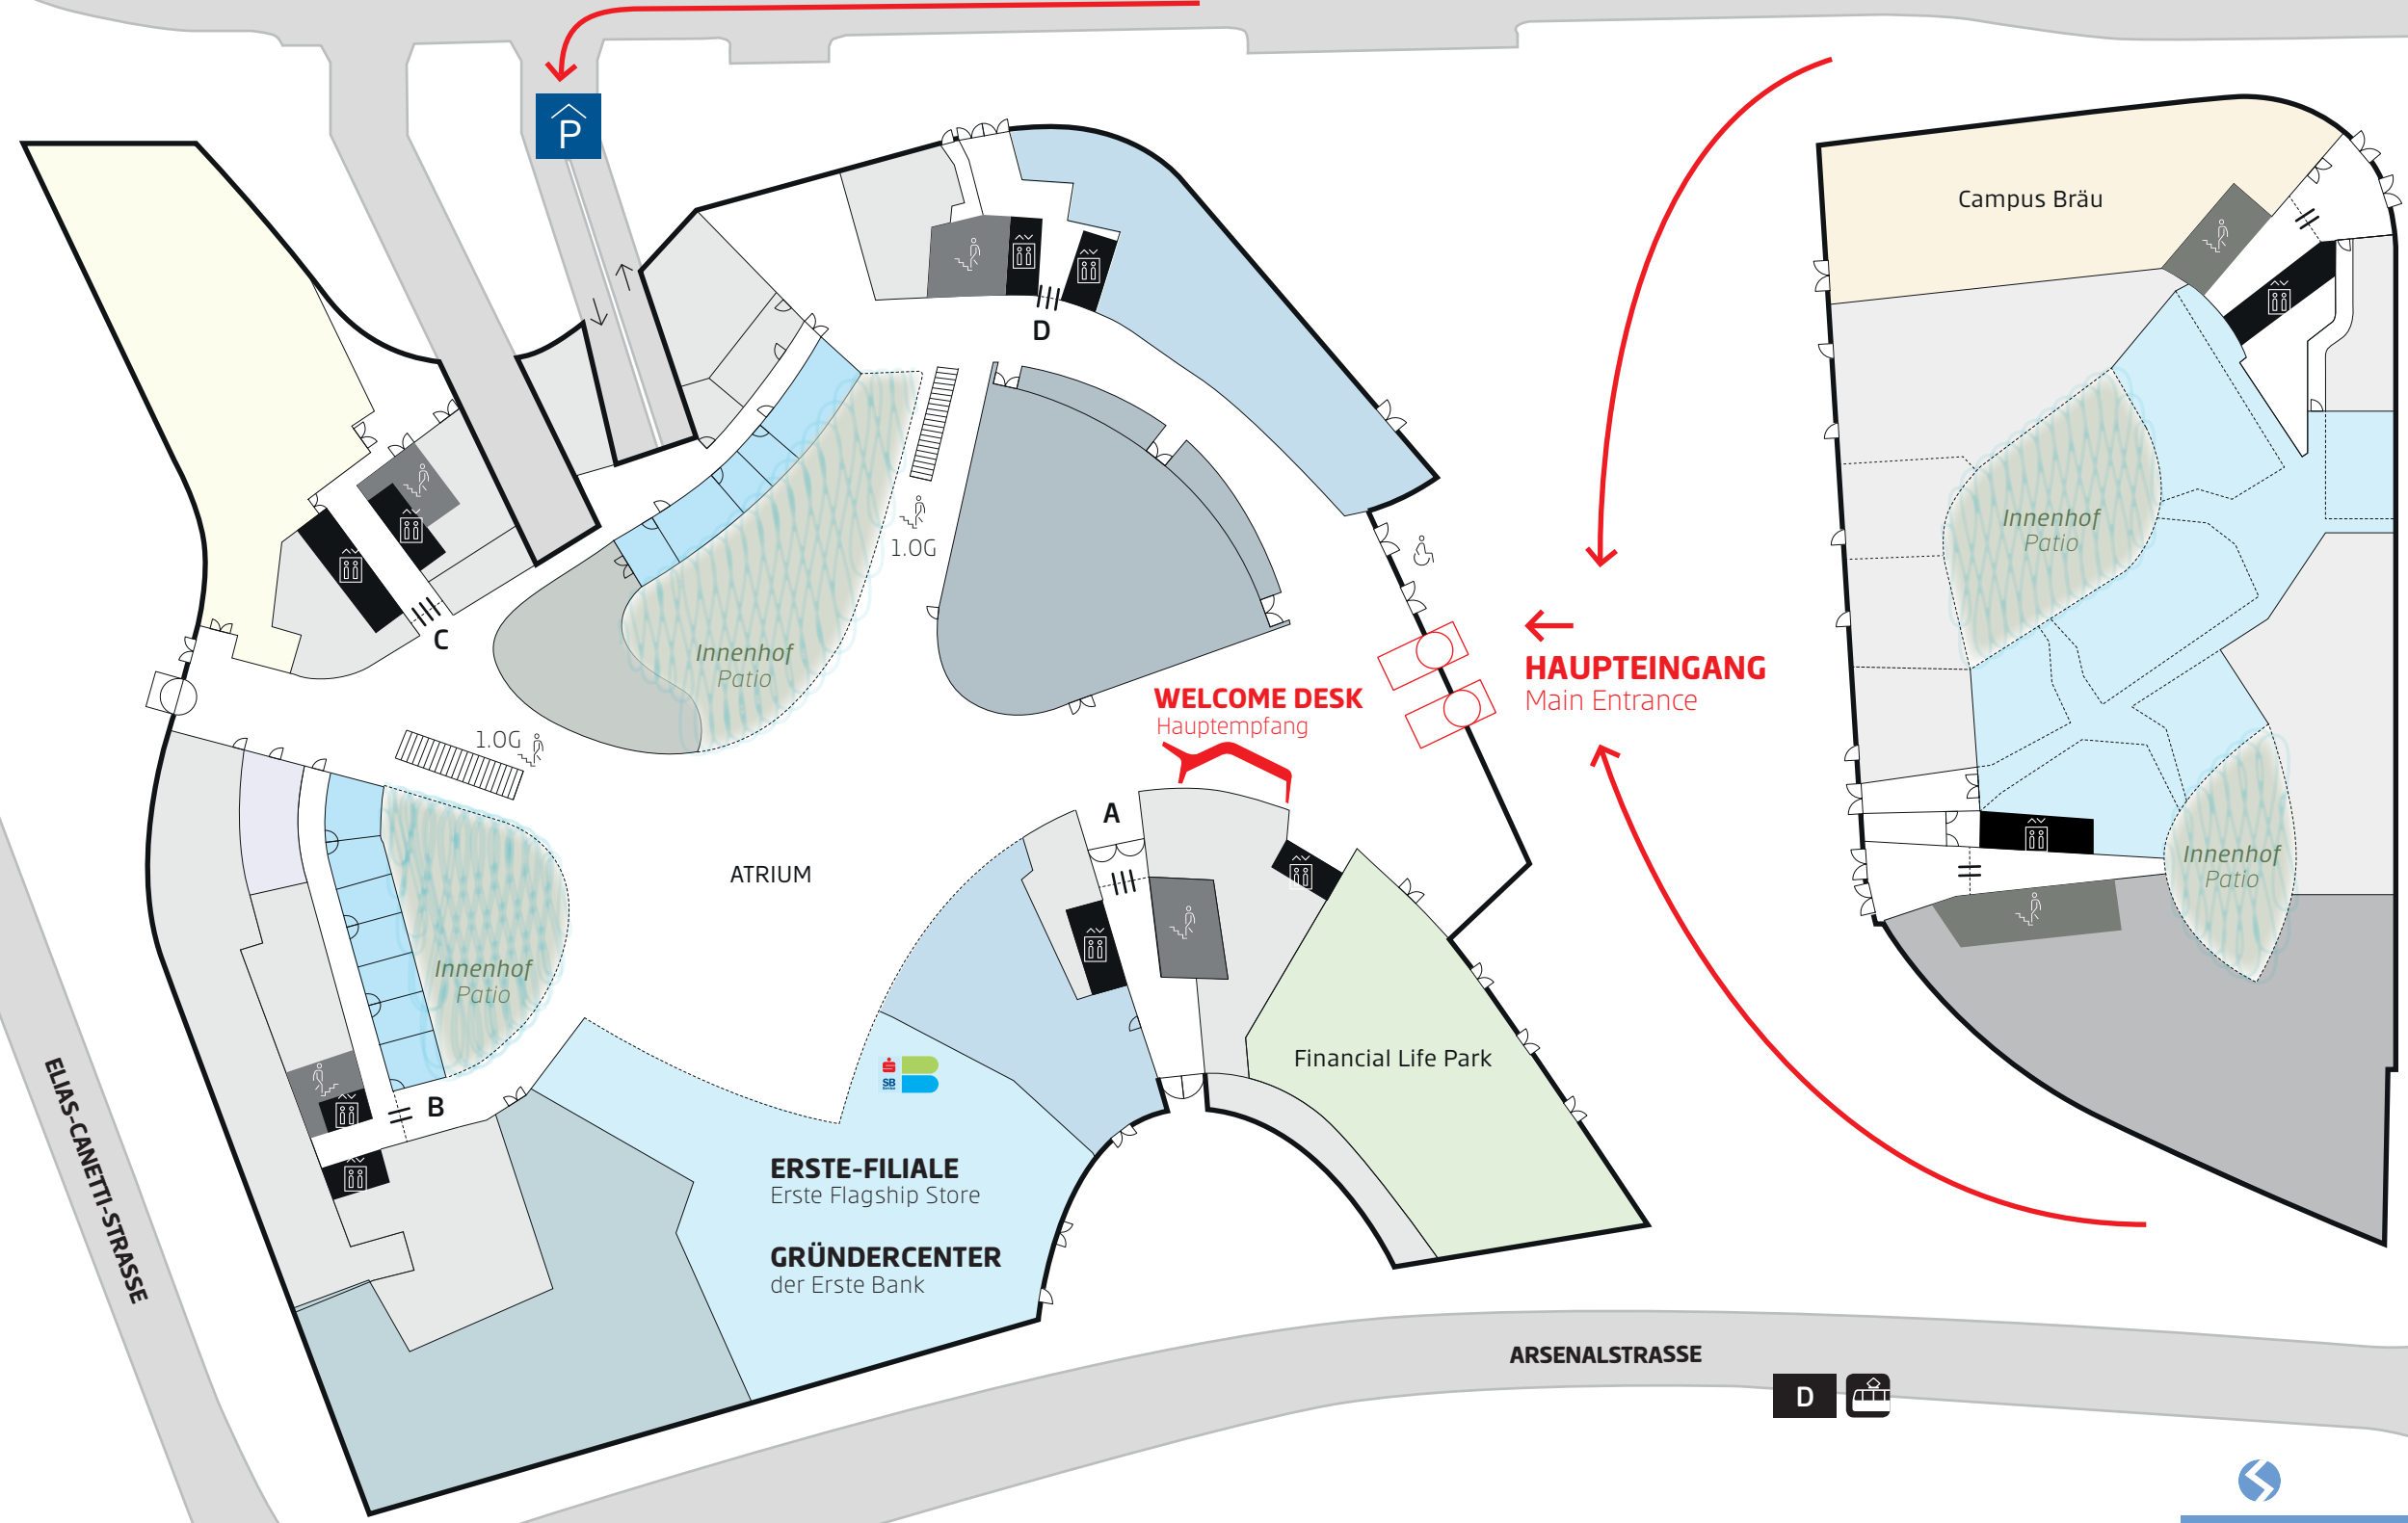 P
Campus Bräu
D
1.OG
Innenhof
Patio
Innenhof
Patio
C
HAUPTEINGANG
Main Entrance
WELCOME DESK
Hauptempfang
1.OG
A
ATRIUM
Innenhof
Patio
Innenhof
Patio
B
Financial Life Park
SB
ERSTE-FILIALE
Erste Flagship Store
GRÜNDERCENTER
der Erste Bank
ELIAS-CANETTI-STRASSE
ARSENALSTRASSE
D